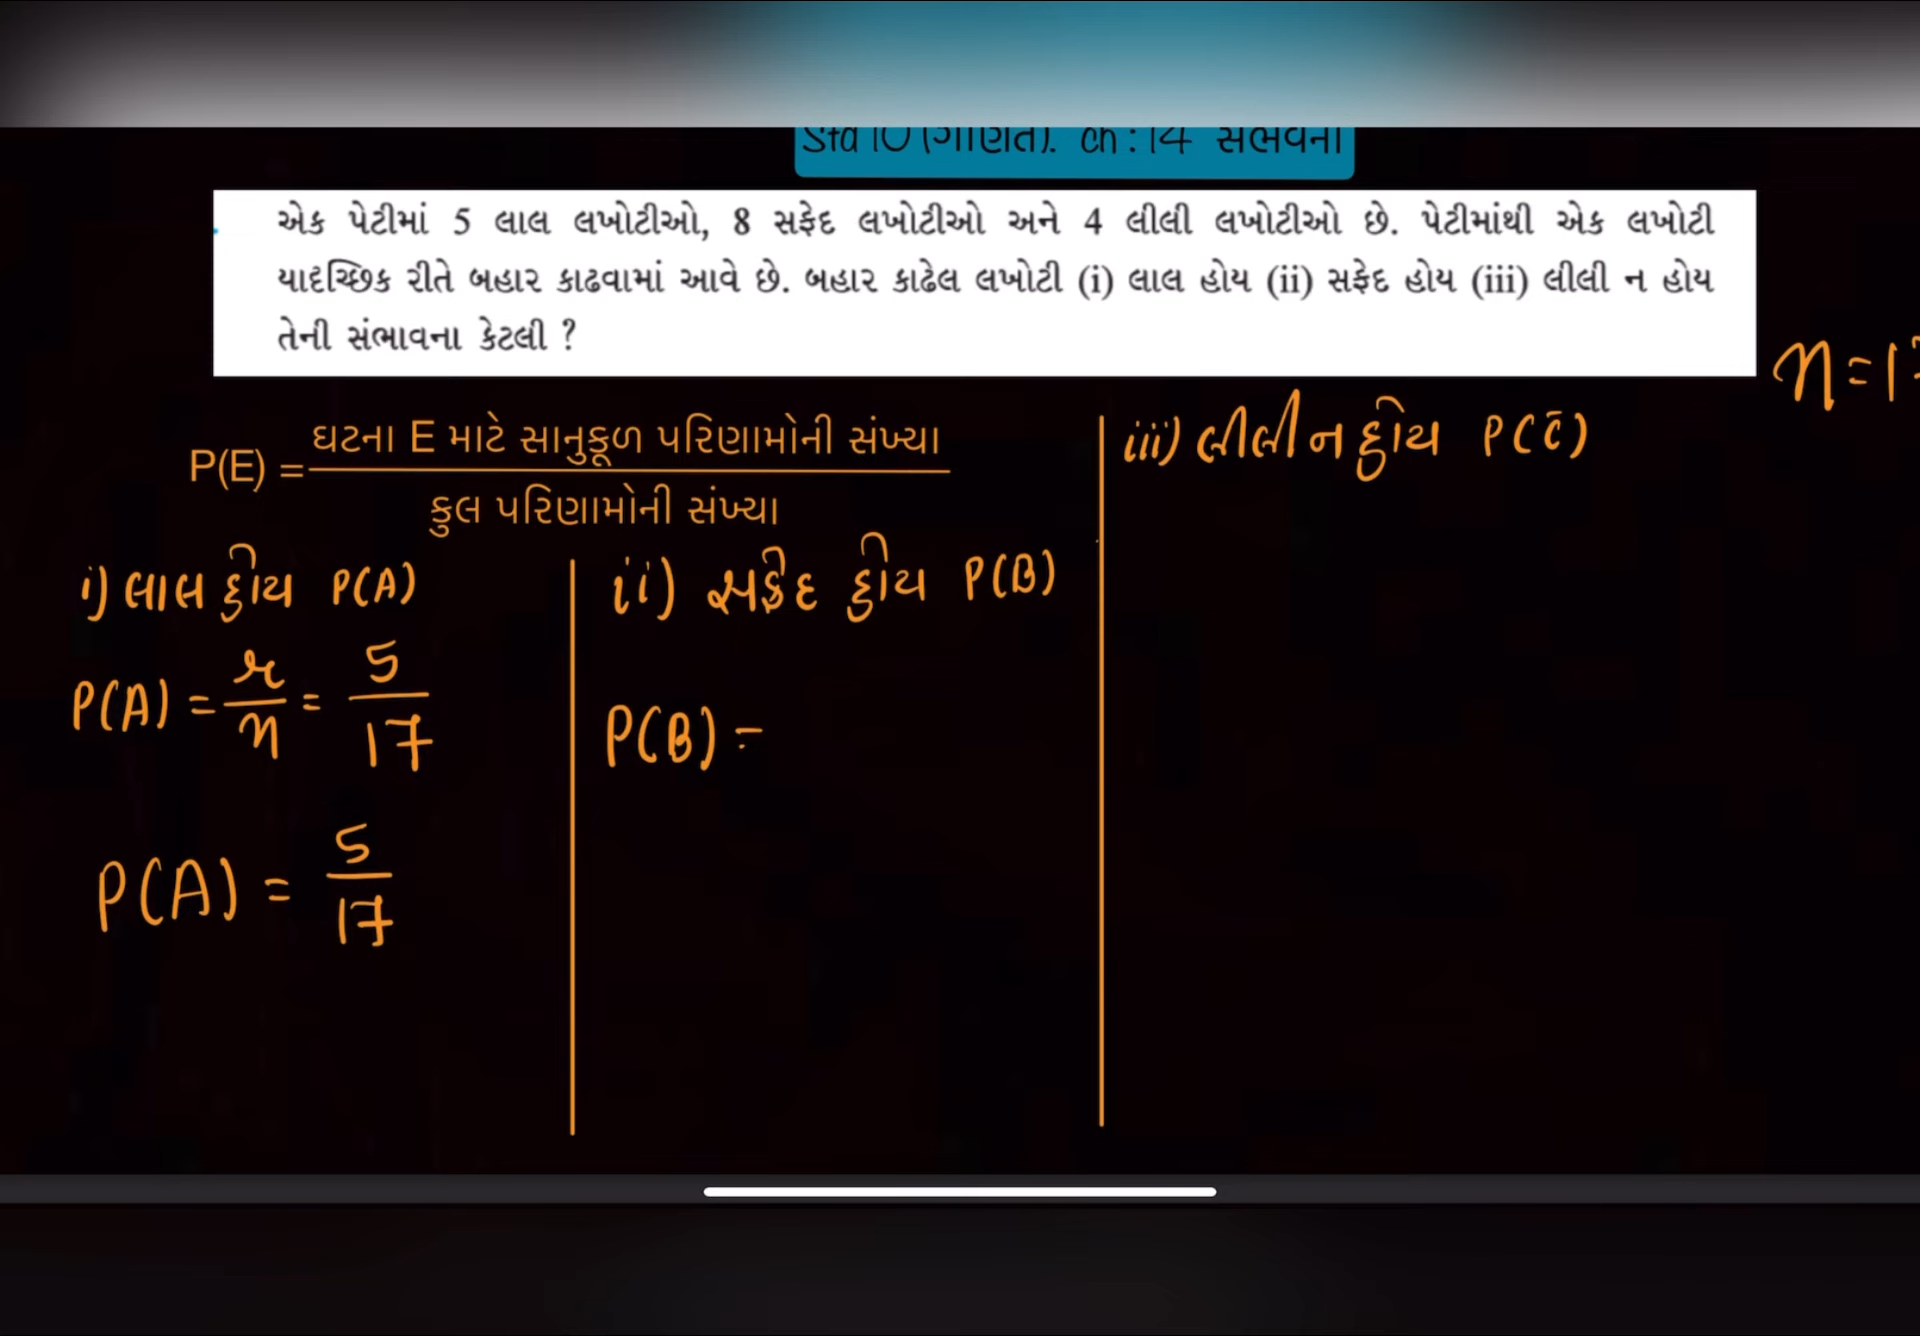 Std 10 (ગણિત). ch : 14 સંભવના
એક પેટીમાં 5 લાલ લખોટીઓ, 8 સફેદ લખોટીઓ અને 4 લીલી લખોટીઓ છે. પેટીમાંથી એક લખોટી
યાદૃચ્છિક રીતે બહાર કાઢવામાં આવે છે. બહાર કાઢેલ લખોટી (i) લાલ હોય (ii) સફેદ હોય (iii) લીલી ન હોય
તેની સંભાવના કેટલી ?
n = 17
P(E) = ઘટના E માટે સાનુકૂળ પરિણામોની સંખ્યા
કુલ પરિણામોની સંખ્યા
i) લાલ હોય P(A)
P(A) = r/n = 5/17
P(A) = 5/17
ii) સફેદ હોય P(B)
P(B) =
iii) લીલી ન હોય P(C̄)